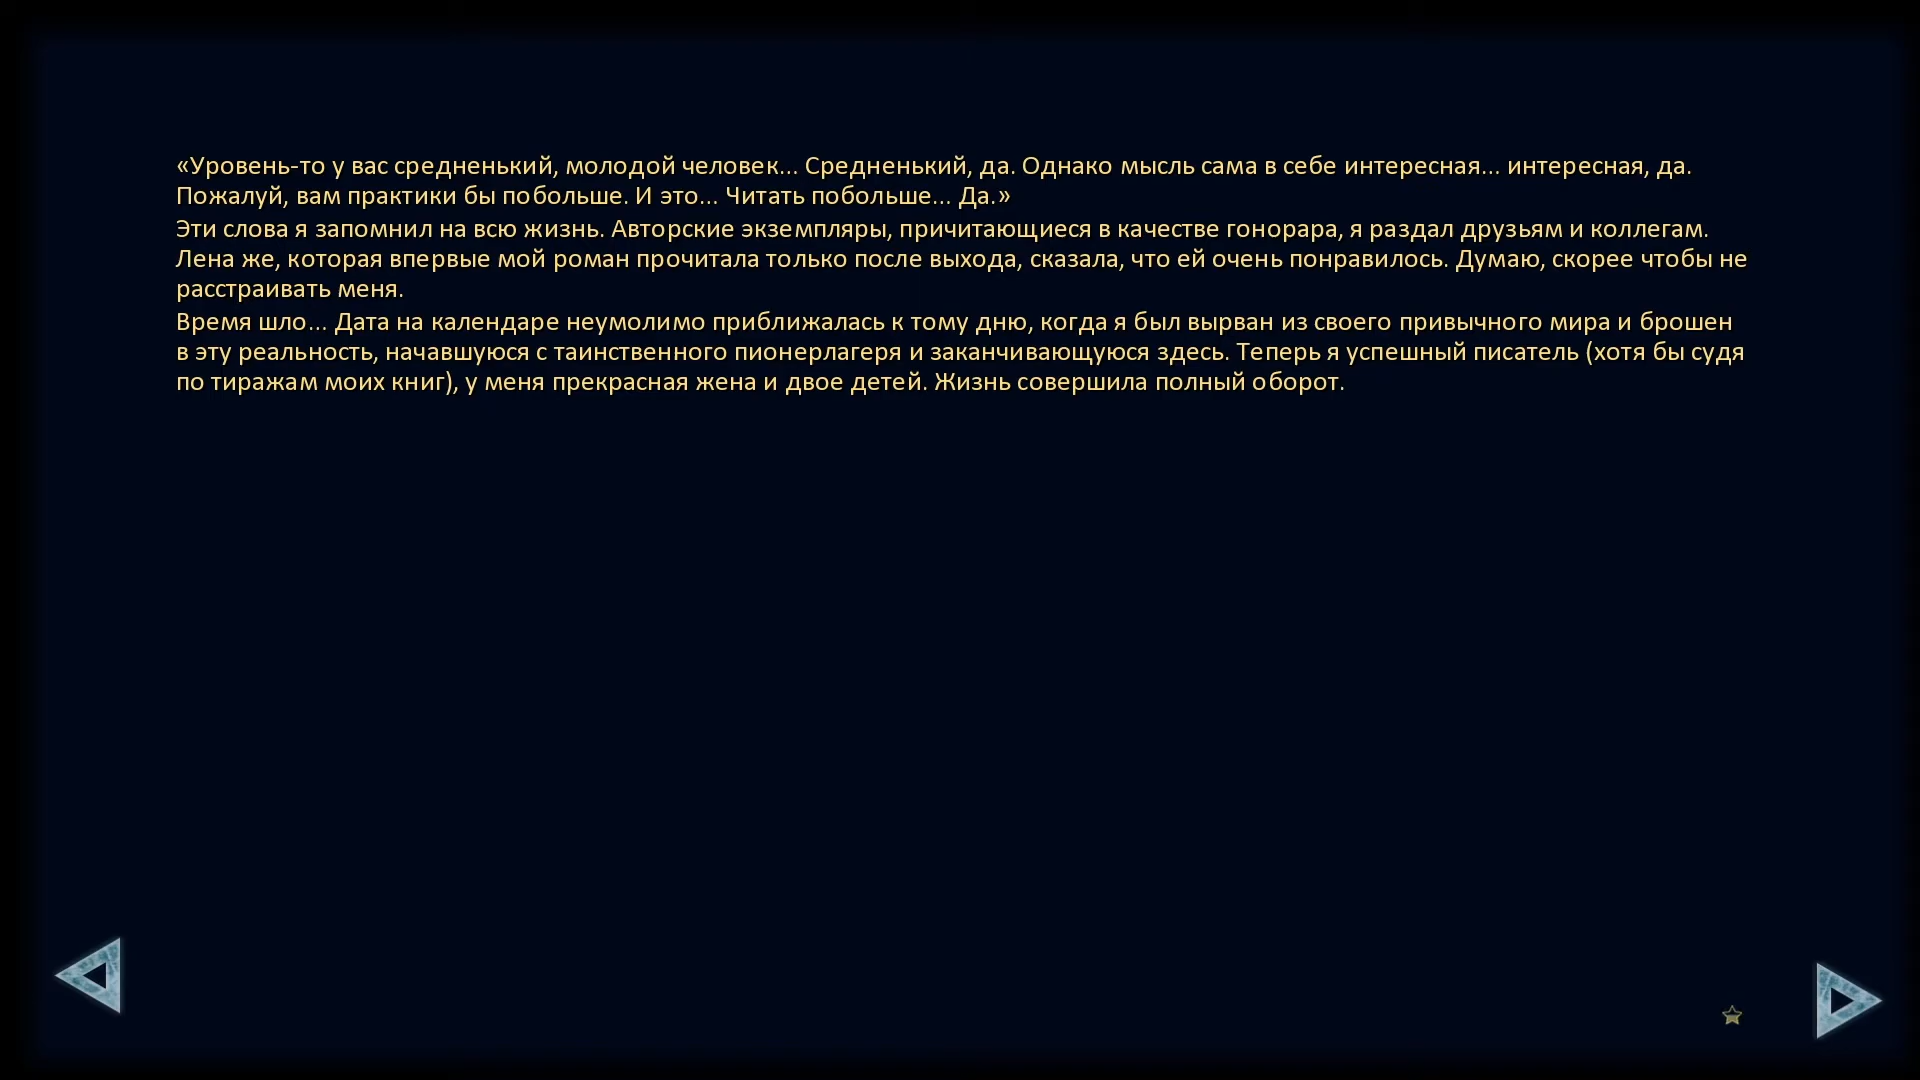 «Уровень-то у вас средненький, молодой человек... Средненький, да. Однако мысль сама в себе интересная... интересная, да.
Пожалуй, вам практики бы побольше. И это... Читать побольше... Да.»
Эти слова я запомнил на всю жизнь. Авторские экземпляры, причитающиеся в качестве гонорара, я раздал друзьям и коллегам.
Лена же, которая впервые мой роман прочитала только после выхода, сказала, что ей очень понравилось. Думаю, скорее чтобы не
расстраивать меня.
Время шло... Дата на календаре неумолимо приближалась к тому дню, когда я был вырван из своего привычного мира и брошен
в эту реальность, начавшуюся с таинственного пионерлагеря и заканчивающуюся здесь. Теперь я успешный писатель (хотя бы судя
по тиражам моих книг), у меня прекрасная жена и двое детей. Жизнь совершила полный оборот.